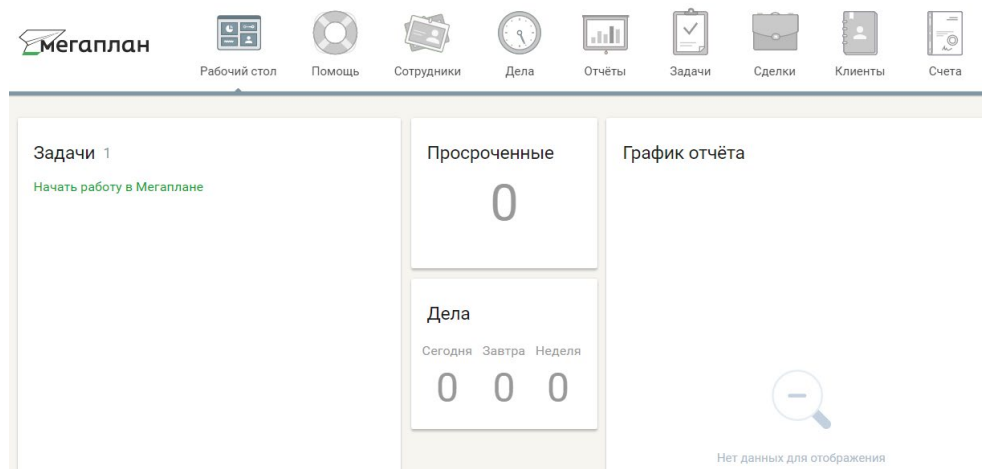 мегаплан
Рабочий стол Помощь Сотрудники Дела Отчёты Задачи Сделки Клиенты Счета
Задачи 1
Начать работу в Мегаплане
Просроченные
0
Дела
Сегодня Завтра Неделя
0 0 0
График отчёта
Нет данных для отображения